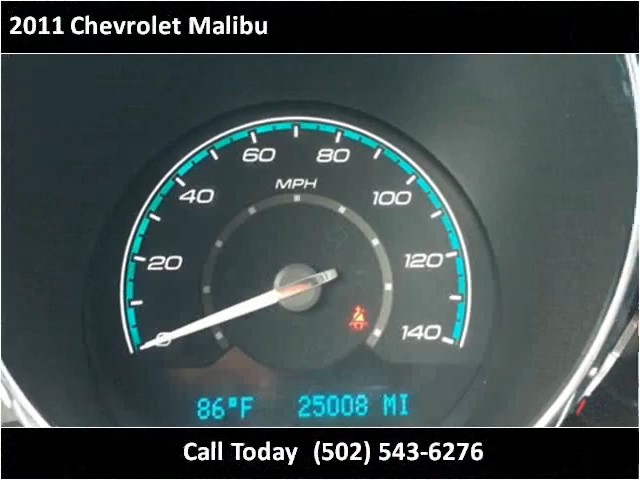 2011 Chevrolet Malibu
60 80
MPH
40 100
20 120
0 140
86°F 25008 MI
Call Today (502) 543-6276